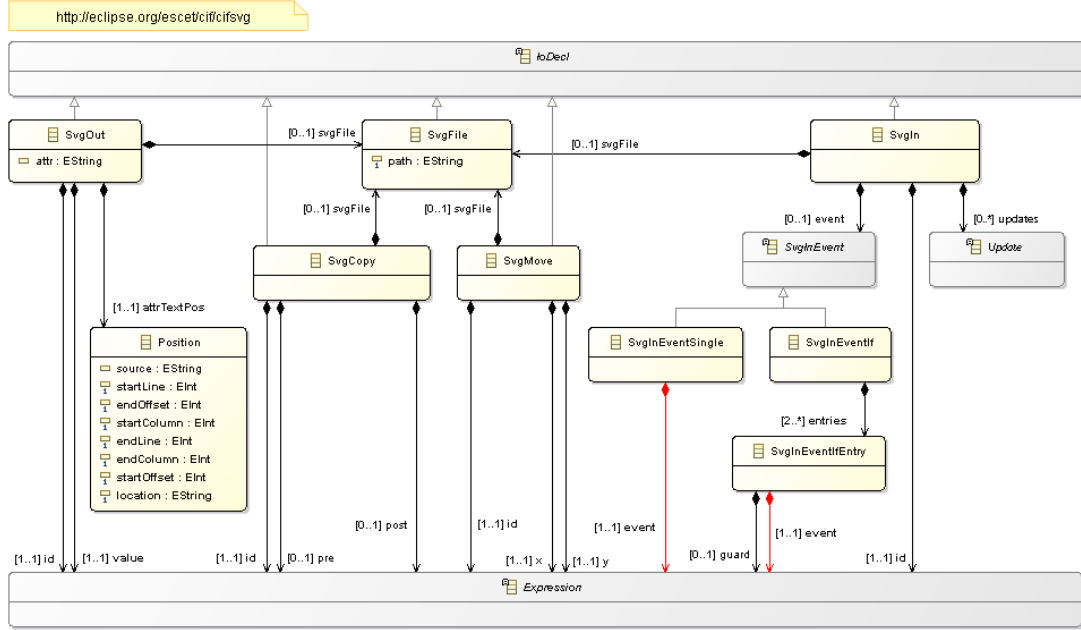 http://eclipse.org/escet/cif/cifsvg
IoDecl
SvgOut
attr : EString
[0..1] svgFile
SvgFile
path : EString
[0..1] svgFile
SvgIn
[0..1] svgFile
[0..1] svgFile
[0..1] event
[0..*] updates
SvgCopy
SvgMove
SvgInEvent
Update
[1..1] attrTextPos
Position
source : EString
startLine : EInt
endOffset : EInt
startColumn : EInt
endLine : EInt
endColumn : EInt
startOffset : EInt
location : EString
SvgInEventSingle
SvgInEventIf
[2..*] entries
SvgInEventIfEntry
[0..1] post
[1..1] id
[1..1] event
[1..1] event
[1..1] id
[1..1] value
[1..1] id
[0..1] pre
[1..1] x
[1..1] y
[0..1] guard
[1..1] id
Expression